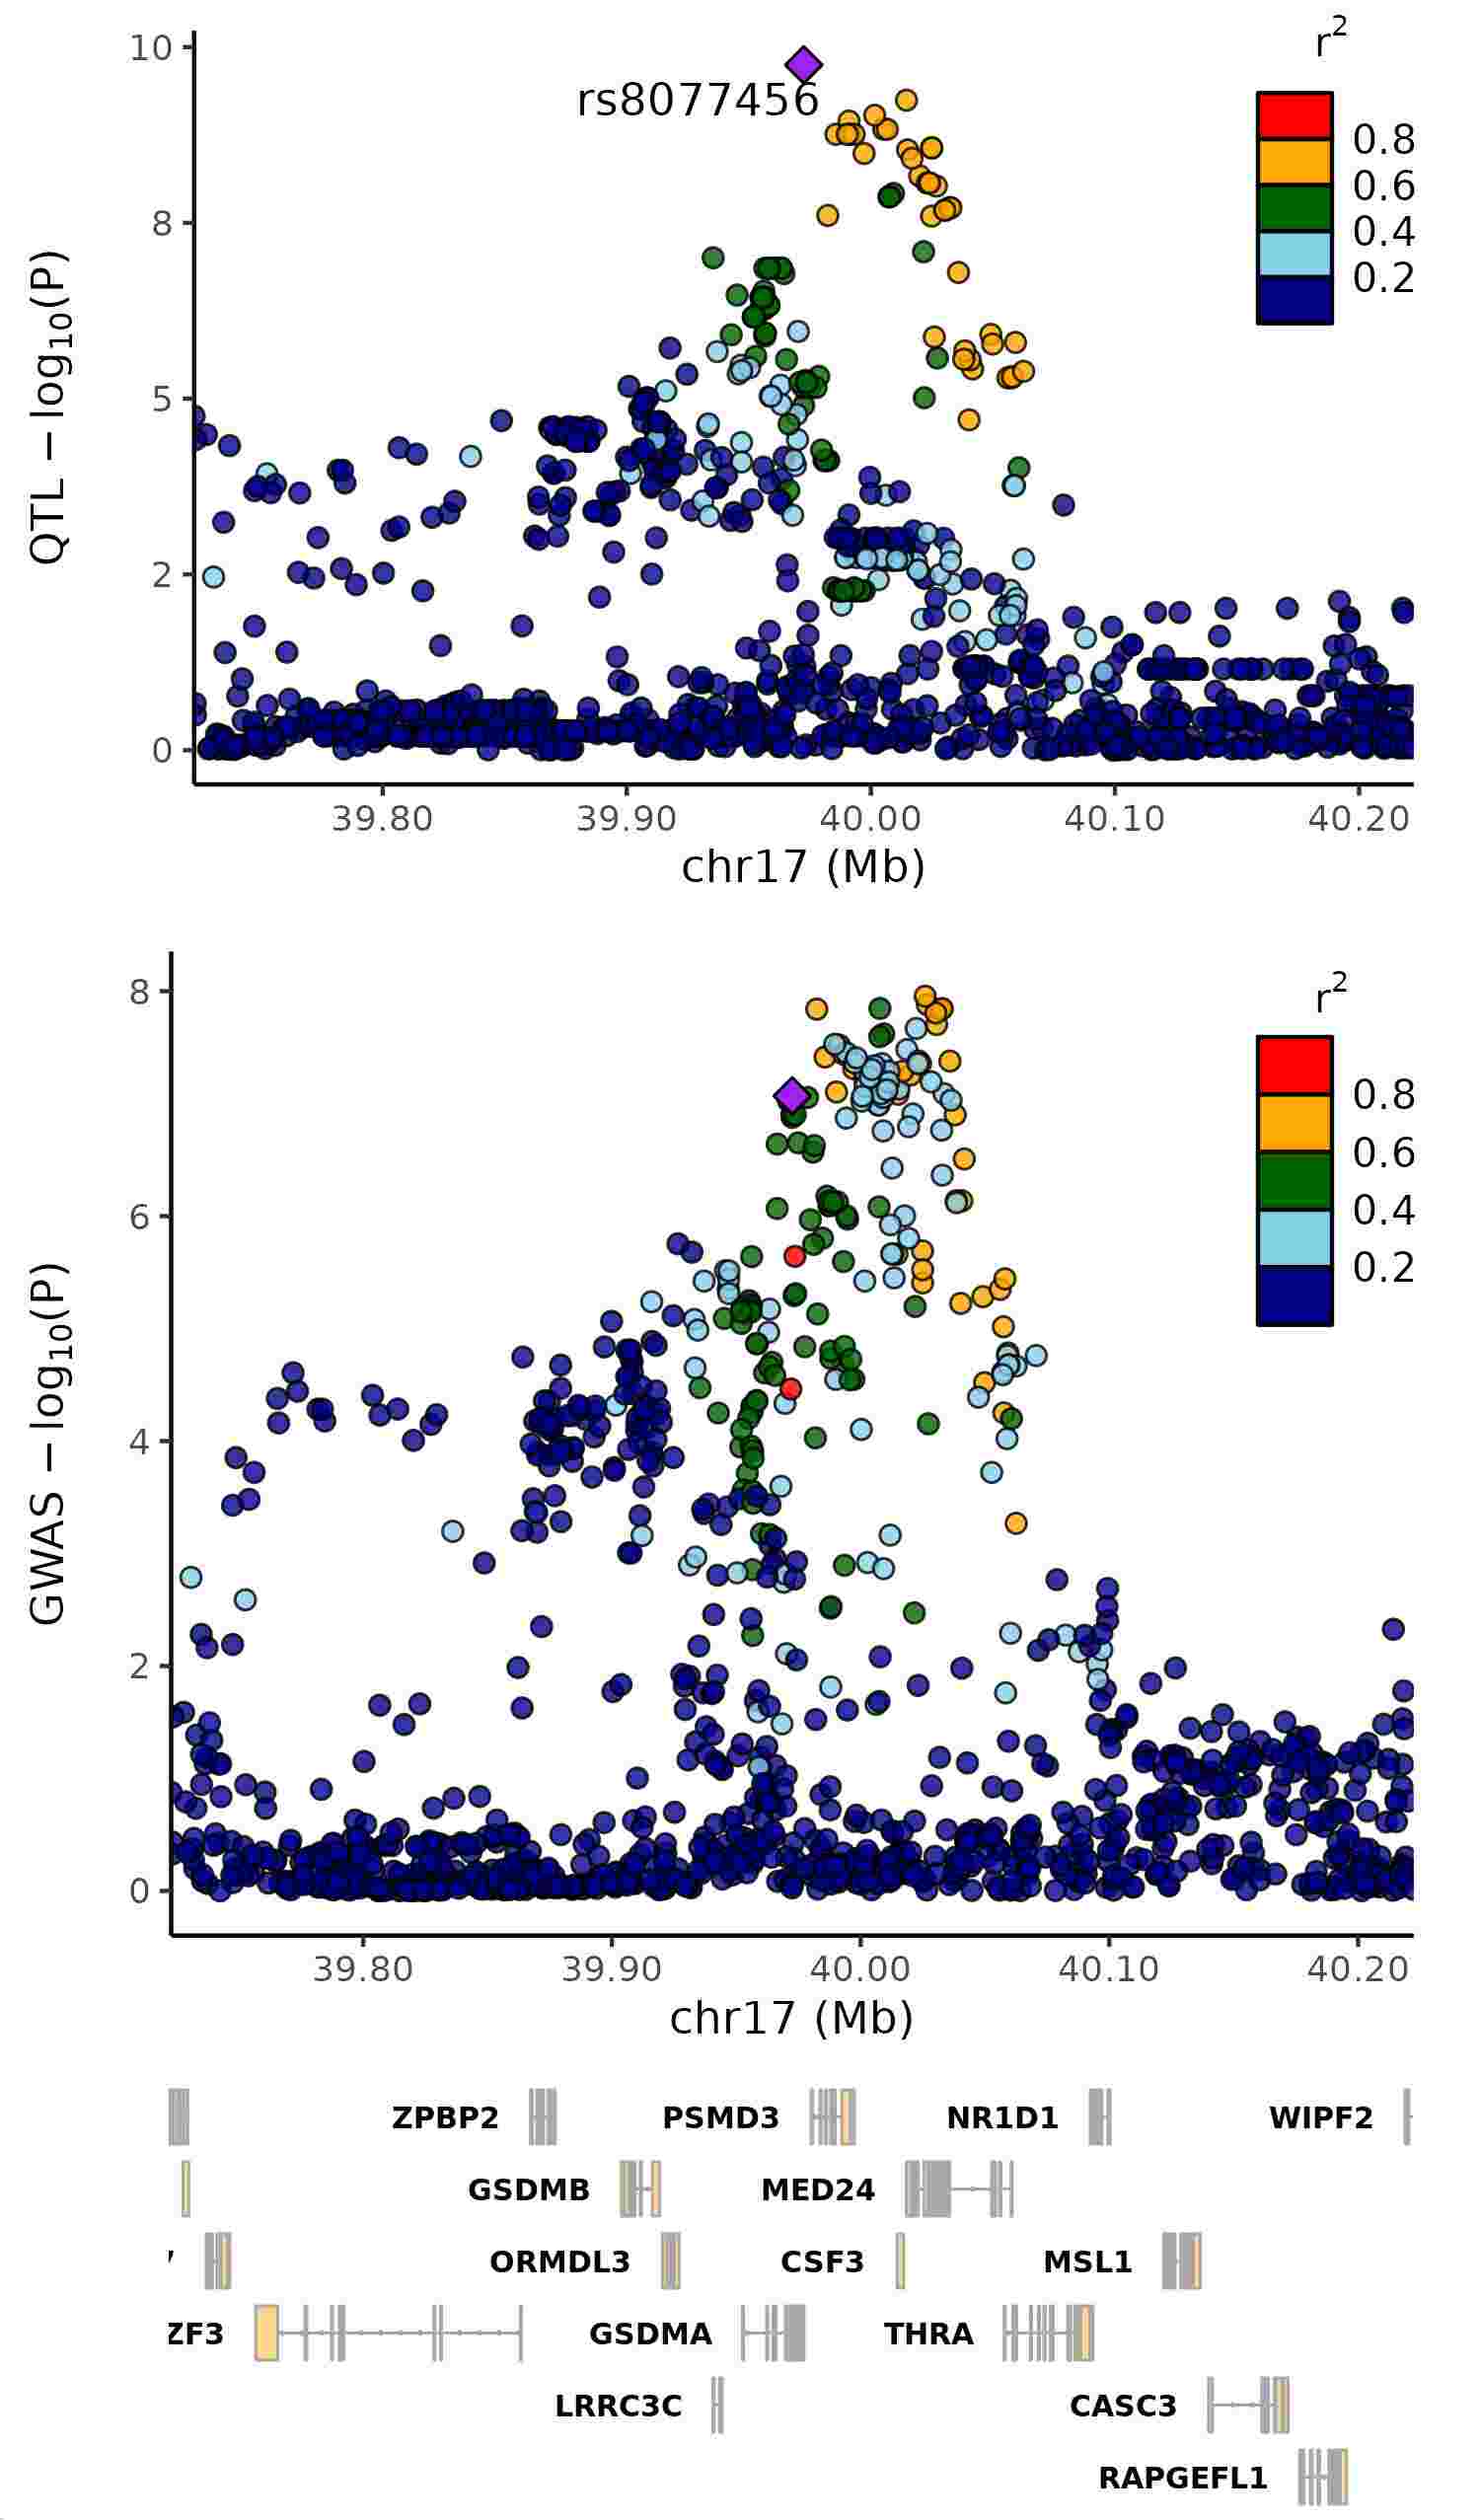 r2
10
rs8077456
0.8
0.6
0.4
0.2
8
5
2
0
QTL − log10(P)
39.80 39.90 40.00 40.10 40.20
chr17 (Mb)
r2
8
0.8
0.6
0.4
0.2
6
4
2
0
GWAS − log10(P)
39.80 39.90 40.00 40.10 40.20
chr17 (Mb)
ZPBP2 PSMD3 NR1D1 WIPF2
GSDMB MED24
ORMDL3 CSF3 MSL1
ZF3 GSDMA THRA
LRRC3C CASC3
RAPGEFL1